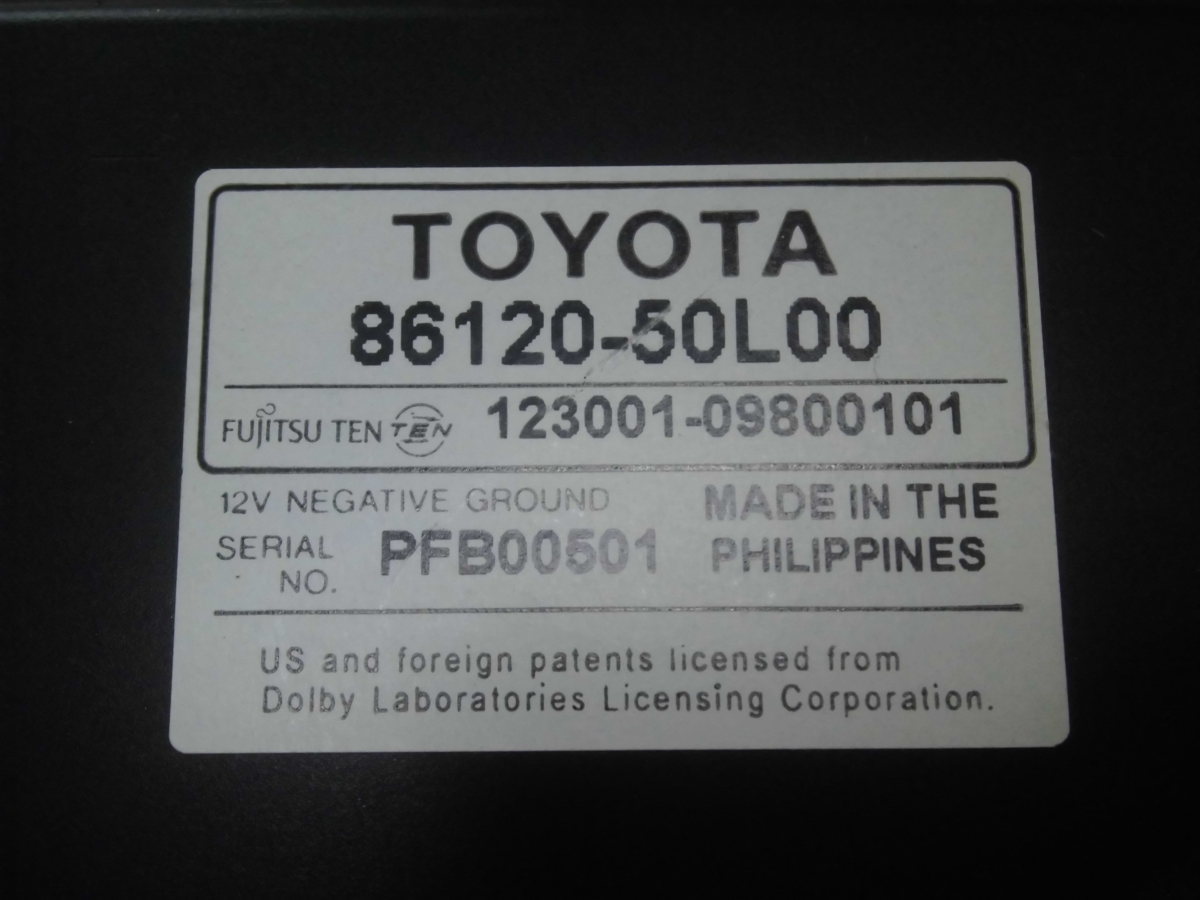 TOYOTA
86120-50L00
FUJITSU TEN TEN 123001-09800101
12V NEGATIVE GROUND MADE IN THE
SERIAL PFB00501 PHILIPPINES
NO.
US and foreign patents licensed from
Dolby Laboratories Licensing Corporation.